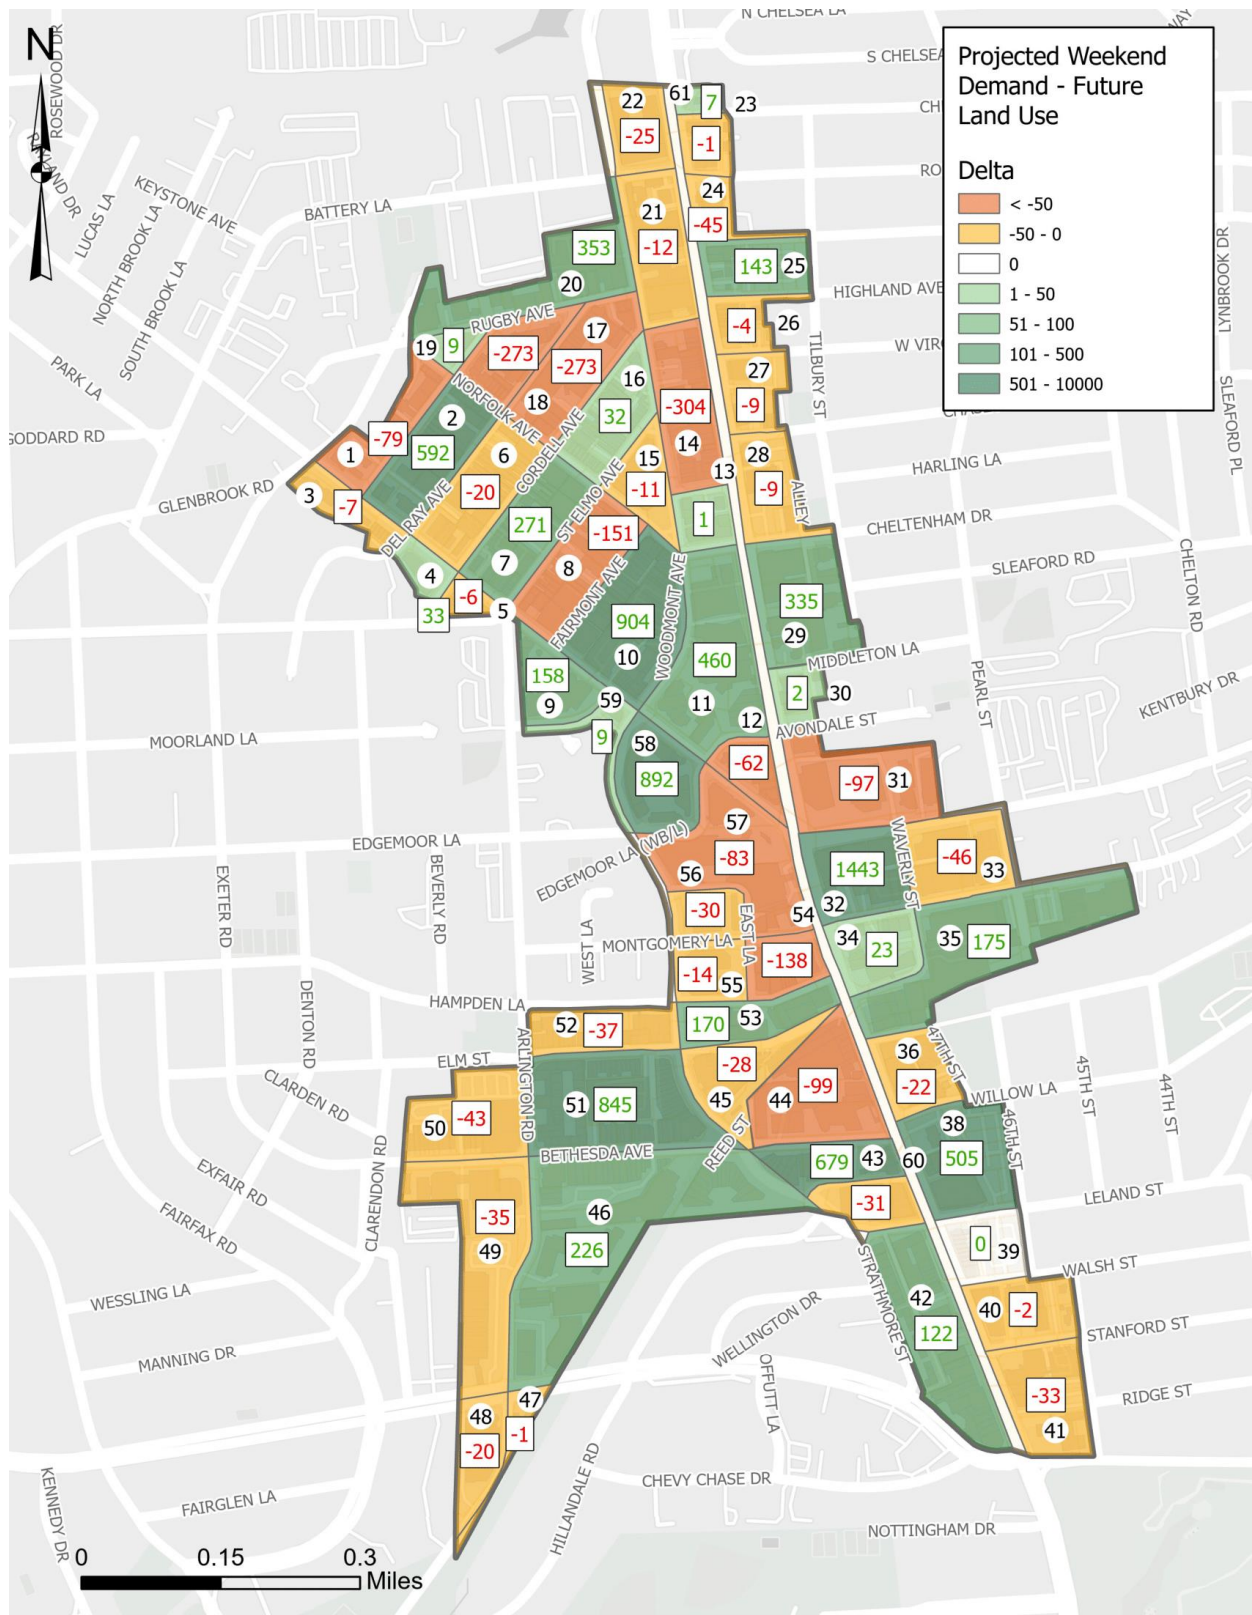 N CHELSEA LA
WAY
N
ROSEWOOD DR
S CHELSEA
Projected Weekend
Demand - Future
Land Use
Delta
< -50
-50 - 0
0
1 - 50
51 - 100
101 - 500
501 - 10000
22
61
7
23
CH
-25
-1
RO
KEYSTONE AVE
LUCAS LA
NORTH BROOK LA
SOUTH BROOK LA
BATTERY LA
24
21
-45
-12
353
20
143
25
LYNBROOK DR
HIGHLAND AVE
RUGBY AVE
17
-4
26
W VIRG
TILBURY ST
19
9
-273
-273
PARK LA
NORFOLK AVE
16
27
18
32
-304
-9
CORDELL AVE
SLEAFORD PL
GODDARD RD
2
-79
592
14
1
6
15
28
13
HARLING LA
GLENBROOK RD
3
-7
-20
-11
-9
ALLEY
DEL RAY AVE
ST ELMO AVE
271
-151
1
CHELTENHAM DR
SLEAFORD RD
CHELTON RD
7
8
4
-6
33
5
FAIRMONT AVE
WOODMONT AVE
904
10
335
29
460
MIDDLETON LA
158
9
59
11
2
30
PEARL ST
KENTBURY DR
12
AVONDALE ST
MOORLAND LA
9
58
892
-62
-97
31
57
EDGEMOOR LA
EDGEMOOR LA (WB/L)
-83
WAVERLY ST
1443
-46
33
56
32
EXETER RD
BEVERLY RD
-30
54
EAST LA
34
23
35
175
WEST LA
MONTGOMERY LA
-138
-14
55
HAMPDEN LA
DENTON RD
52
-37
170
53
ARLINGTON RD
36
47TH ST
ELM ST
-28
-22
WILLOW LA
45TH ST
44TH ST
CLARDEN RD
-99
44
45
51
845
-43
50
46TH ST
38
REED ST
BETHESDA AVE
679
43
60
505
EXFAIR RD
CLARENDON RD
LELAND ST
-31
46
-35
FAIRFAX RD
49
226
0
39
WALSH ST
STRATHMORE ST
42
40
-2
WESSLING LA
WELLINGTON DR
122
STANFORD ST
MANNING DR
OFFUTT LA
-33
RIDGE ST
47
48
-1
41
-20
HILLANDALE RD
CHEVY CHASE DR
KENNEDY DR
FAIRGLEN LA
NOTTINGHAM DR
0
0.15
0.3
Miles